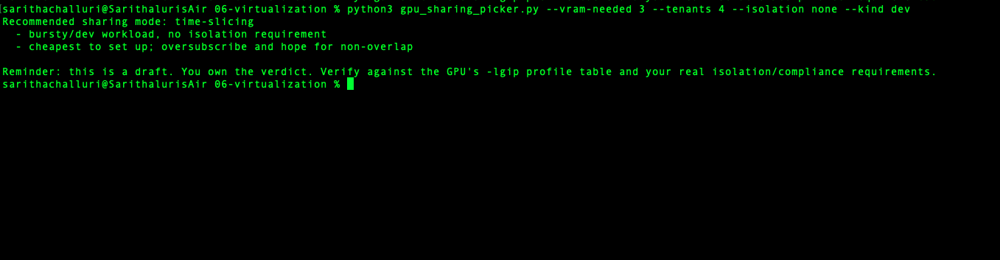 sarithachalluri@SarithalurisAir 06-virtualization % python3 gpu_sharing_picker.py --vram-needed 3 --tenants 4 --isolation none --kind dev
Recommended sharing mode: time-slicing
  - bursty/dev workload, no isolation requirement
  - cheapest to set up; oversubscribe and hope for non-overlap
Reminder: this is a draft. You own the verdict. Verify against the GPU's -lgip profile table and your real isolation/compliance requirements.
sarithachalluri@SarithalurisAir 06-virtualization %